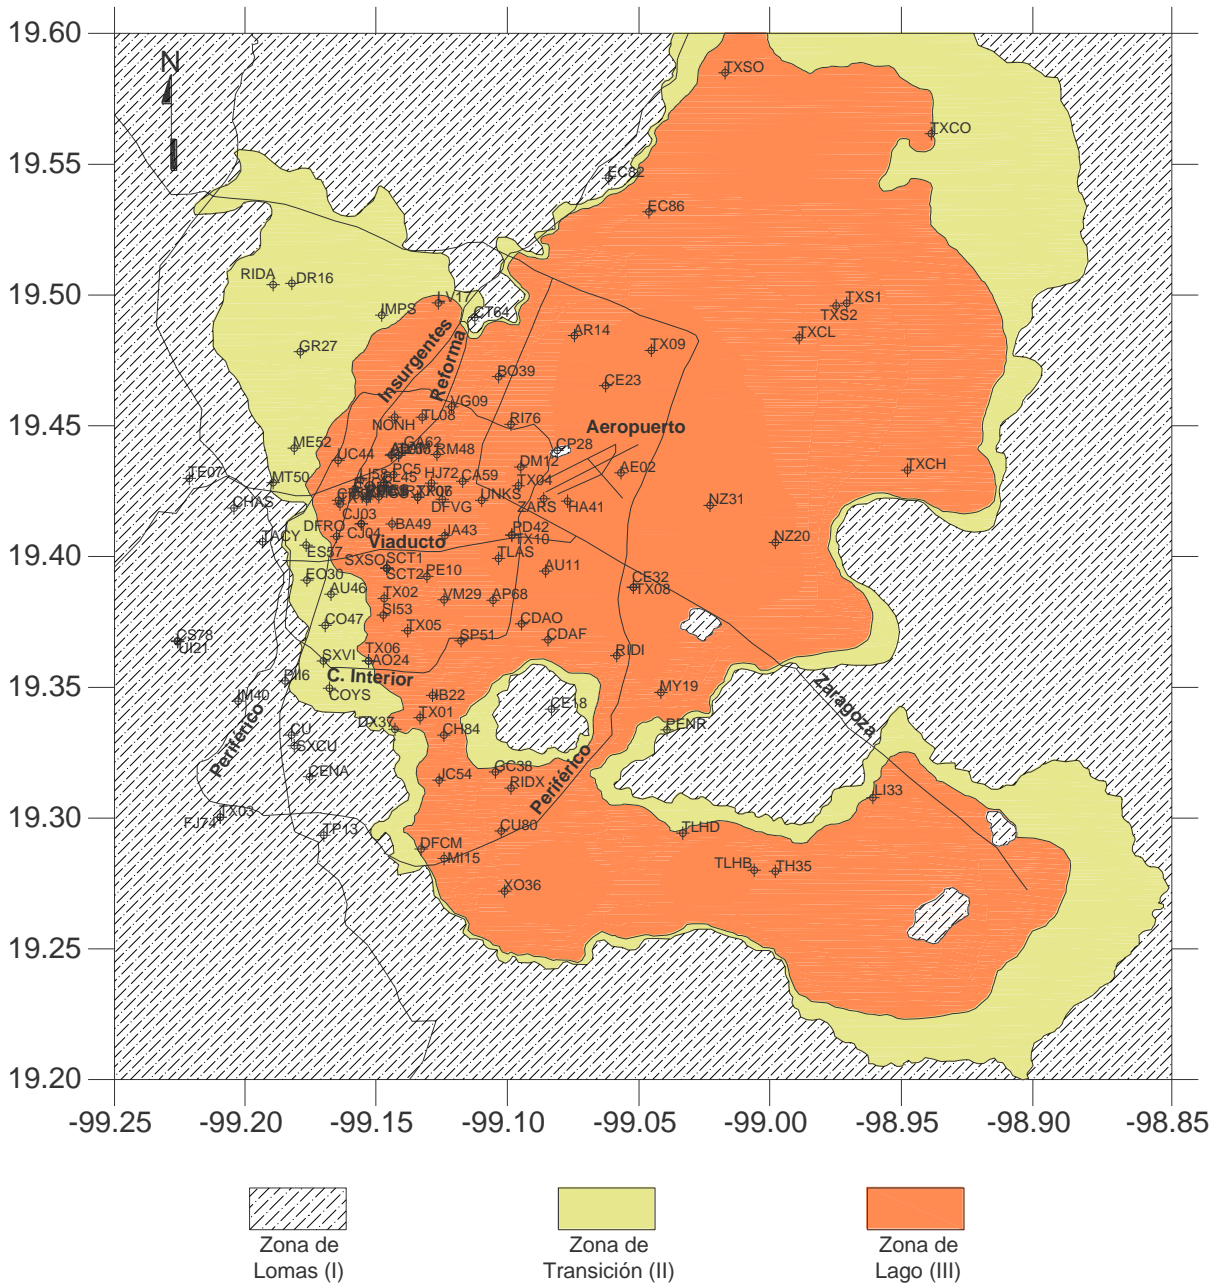 19.60
N
TXSO
TXCO
19.55
EC82
EC86
RIDA
DR16
19.50
LV17
TXS1
TXS2
IMPS
CT64
TXCL
AR14
TX09
GR27
Insurgentes
Reforma
BO39
CE23
VG09
TL08
NONH
RI76
Aeropuerto
19.45
ME52
UC44
GA62
RM48
CP28
DM12
AE02
TXCH
TE07
MT50
PC5
HJ72
CA59
TX04
CHAS
UNKS
DFVG
ZARS
HA41
NZ31
CJ03
DFRO
CJ04
BA49
JA43
PD42
TX10
TACY
Viaducto
NZ20
19.40
ES57
SXSO
SCT1
SCT2
PE10
TLAS
AU11
EO30
AU46
TX02
VM29
AP68
CE32
TX08
SI53
CO47
TX05
SP51
CDAO
CDAF
CS78
UI21
SXVI
TX06
AO24
RIDI
19.35
PII6
C. Interior
COYS
IM40
IB22
CE18
MY19
Zaragoza
TX01
DX37
CH84
PENR
CU
SXCU
Periférico
CENA
JC54
GC38
RIDX
Periférico
LI33
19.30
TX03
FJ74
TP13
CU80
TLHD
DFCM
MI15
TLHB
TH35
XO36
19.25
19.20
-99.25
-99.20
-99.15
-99.10
-99.05
-99.00
-98.95
-98.90
-98.85
Zona de
Lomas (I)
Zona de
Transición (II)
Zona de
Lago (III)